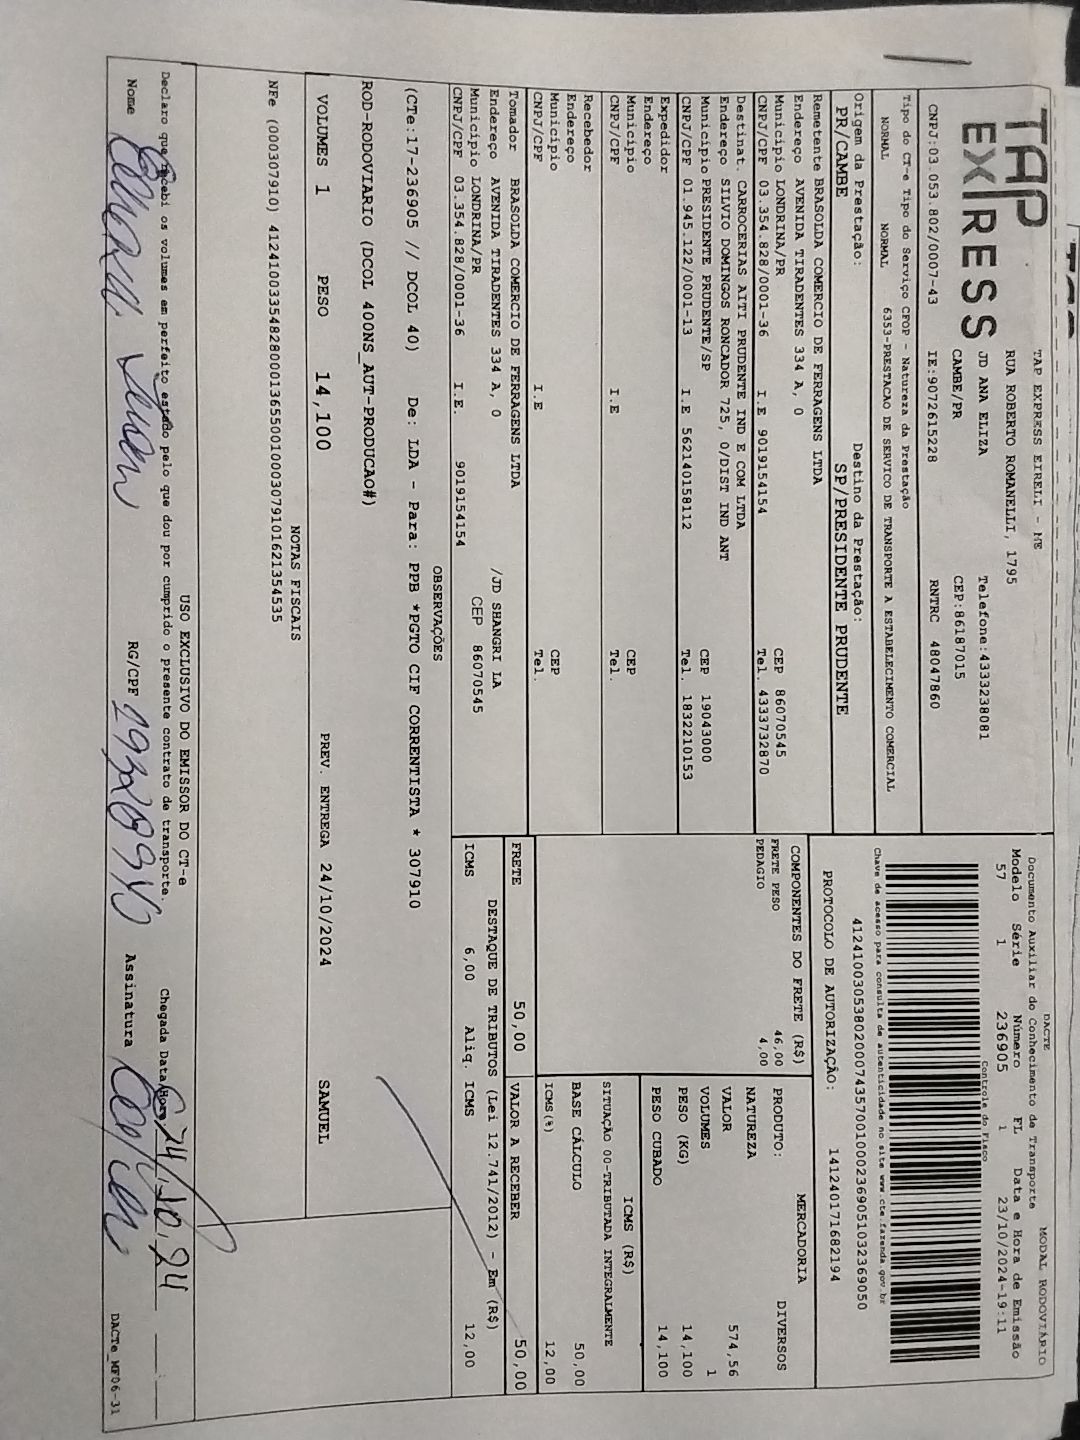 TAP
EXPRESS
TAP EXPRESS EIRELI - ME
RUA ROBERTO ROMANELLI, 1795
JD ANA ELIZA
CAMBE/PR
Telefone:4333238081
CEP:86187015
CNPJ:03.053.802/0007-43 IE:9072615228 RNTRC 48047860
DACTE MODAL RODOVIÁRIO
Documento Auxiliar do Conhecimento de Transporte
Modelo Série Número FL Data e Hora de Emissão
57 1 236905 1 23/10/2024-19:11
Controle do Fisco
Tipo do CT-e Tipo do Serviço CFOP - Natureza da Prestação
NORMAL NORMAL 6353-PRESTACAO DE SERVICO DE TRANSPORTE A ESTABELECIMENTO COMERCIAL
Chave de acesso para consulta de autenticidade no site www.cte.fazenda.gov.br
41241003053802000743570010002369051032369050
Origem da Prestação: Destino da Prestação:
PR/CAMBE SP/PRESIDENTE PRUDENTE
PROTOCOLO DE AUTORIZAÇÃO: 141240171682194
Remetente BRASOLDA COMERCIO DE FERRAGENS LTDA
Endereço AVENIDA TIRADENTES 334 A, 0
Município LONDRINA/PR CEP 86070545
CNPJ/CPF 03.354.828/0001-36 I.E 9019154154 Tel. 4333732870
Destinat. CARROCERIAS AITI PRUDENTE IND E COM LTDA
Endereço SILVIO DOMINGOS RONCADOR 725, 0/DIST IND ANT
Município PRESIDENTE PRUDENTE/SP CEP 19043000
CNPJ/CPF 01.945.122/0001-13 I.E 562140158112 Tel. 1832210153
Expedidor
Endereço
Município CEP
CNPJ/CPF I.E Tel.
Recebedor
Endereço
Município CEP
CNPJ/CPF I.E Tel.
Tomador BRASOLDA COMERCIO DE FERRAGENS LTDA
Endereço AVENIDA TIRADENTES 334 A, 0 /JD SHANGRI LA
Município LONDRINA/PR CEP 86070545
CNPJ/CPF 03.354.828/0001-36 I.E. 9019154154
COMPONENTES DO FRETE (R$)
FRETE PESO 46,00
PEDAGIO 4,00
MERCADORIA
PRODUTO: DIVERSOS
NATUREZA
VALOR 574,56
VOLUMES 1
PESO (KG) 14,100
PESO CUBADO 14,100
ICMS (R$)
SITUAÇÃO 00-TRIBUTADA INTEGRALMENTE
BASE CÁLCULO 50,00
ICMS(%) 12,00
FRETE 50,00 VALOR A RECEBER 50,00
DESTAQUE DE TRIBUTOS (Lei 12.741/2012) - Em (R$)
ICMS 6,00 Aliq. ICMS 12,00
OBSERVAÇÕES
(CTe:17-236905 // DCOL 40) De: LDA - Para: PPB *PGTO CIF CORRENTISTA * 307910
ROD-RODOVIARIO (DCOL 400NS_AUT-PRODUCAO#)
VOLUMES 1 PESO 14,100 PREV. ENTREGA 24/10/2024 SAMUEL
NOTAS FISCAIS
NFe (000307910) 41241003354828000136550010003079101621354535
USO EXCLUSIVO DO EMISSOR DO CT-e
Declaro que recebi os volumes em perfeito estado pelo que dou por cumprido o presente contrato de transporte. Chegada Data/Hora 24/10.24
Nome RG/CPF Assinatura
DACTe_MF06-31